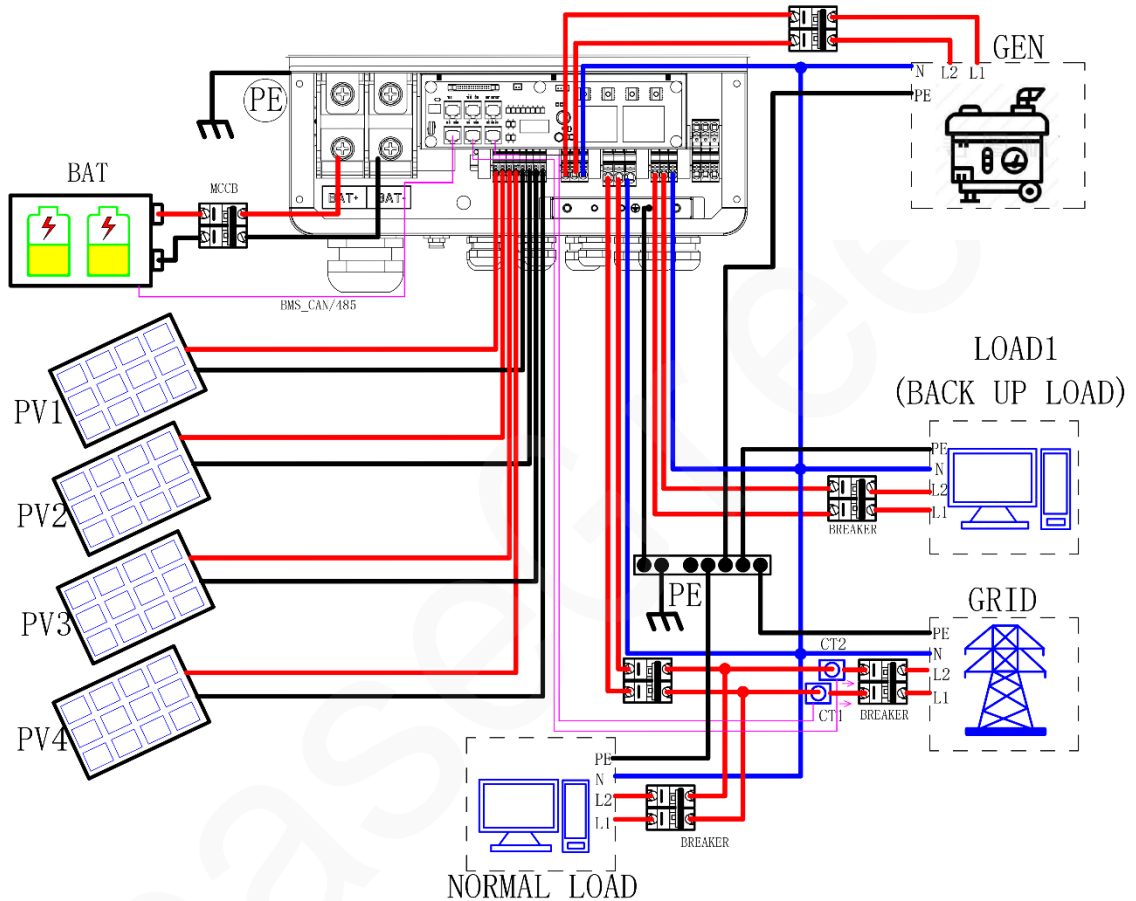 GEN
N L2 L1
PE
PE
BAT
MCCB
BAT+
BAT-
BMS_CAN/485
LOAD1
(BACK UP LOAD)
PV1
PE
N
L2
L1
BREAKER
PV2
PE
GRID
PV3
PE
CT2
N
L2
L1
CT1
BREAKER
PV4
PE
N
L2
L1
BREAKER
NORMAL LOAD